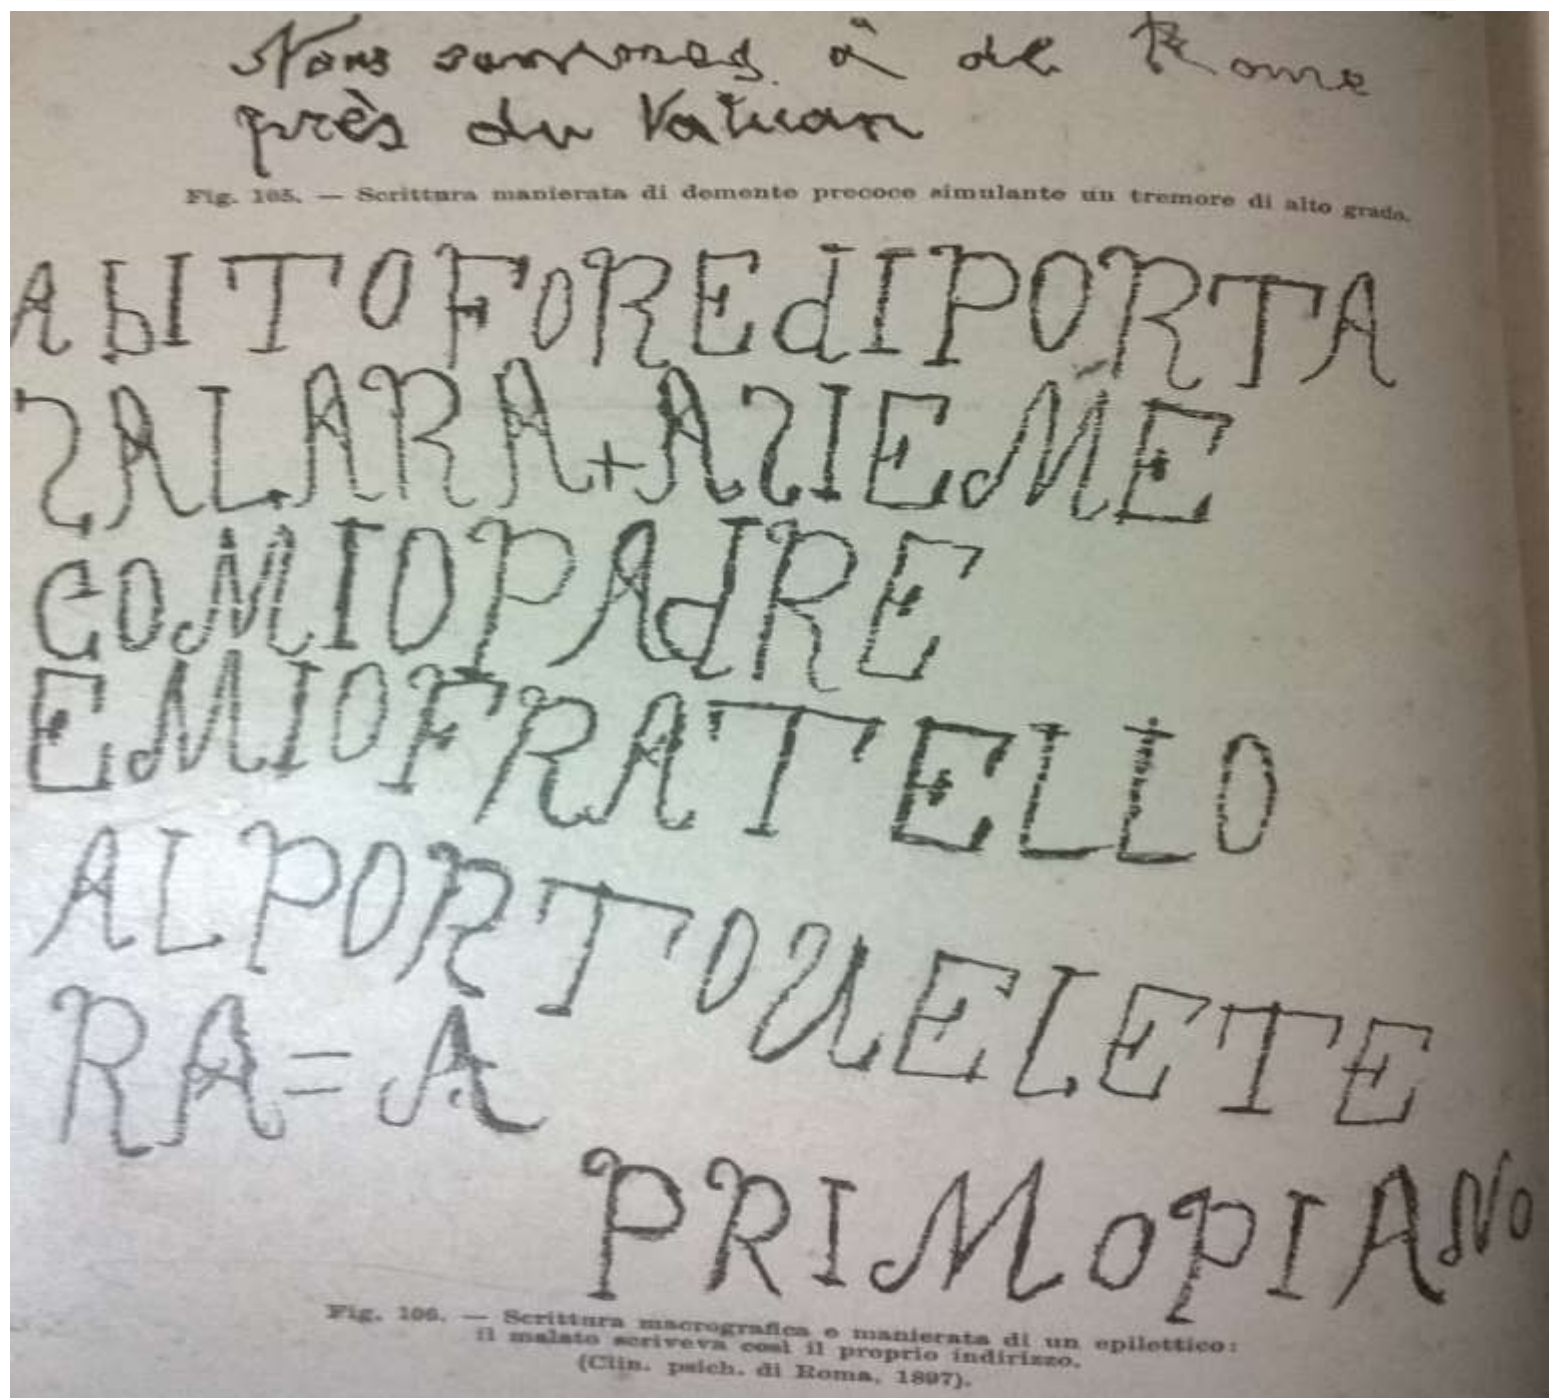 Nous sommes à de Rome
près du Vatican
Fig. 105. — Scrittura manierata di demente precoce simulante un tremore di alto grado.
AbITOFOREdIPORTA
SALARA+ASIEME
COMIOPAdRE
EMIOFRATELLO
ALPORTOUELETE
RA=A
PRIMOPIANO
Fig. 106. — Scrittura macrografica e manierata di un epilettico:
il malato scriveva così il proprio indirizzo.
(Clin. psich. di Roma, 1897).